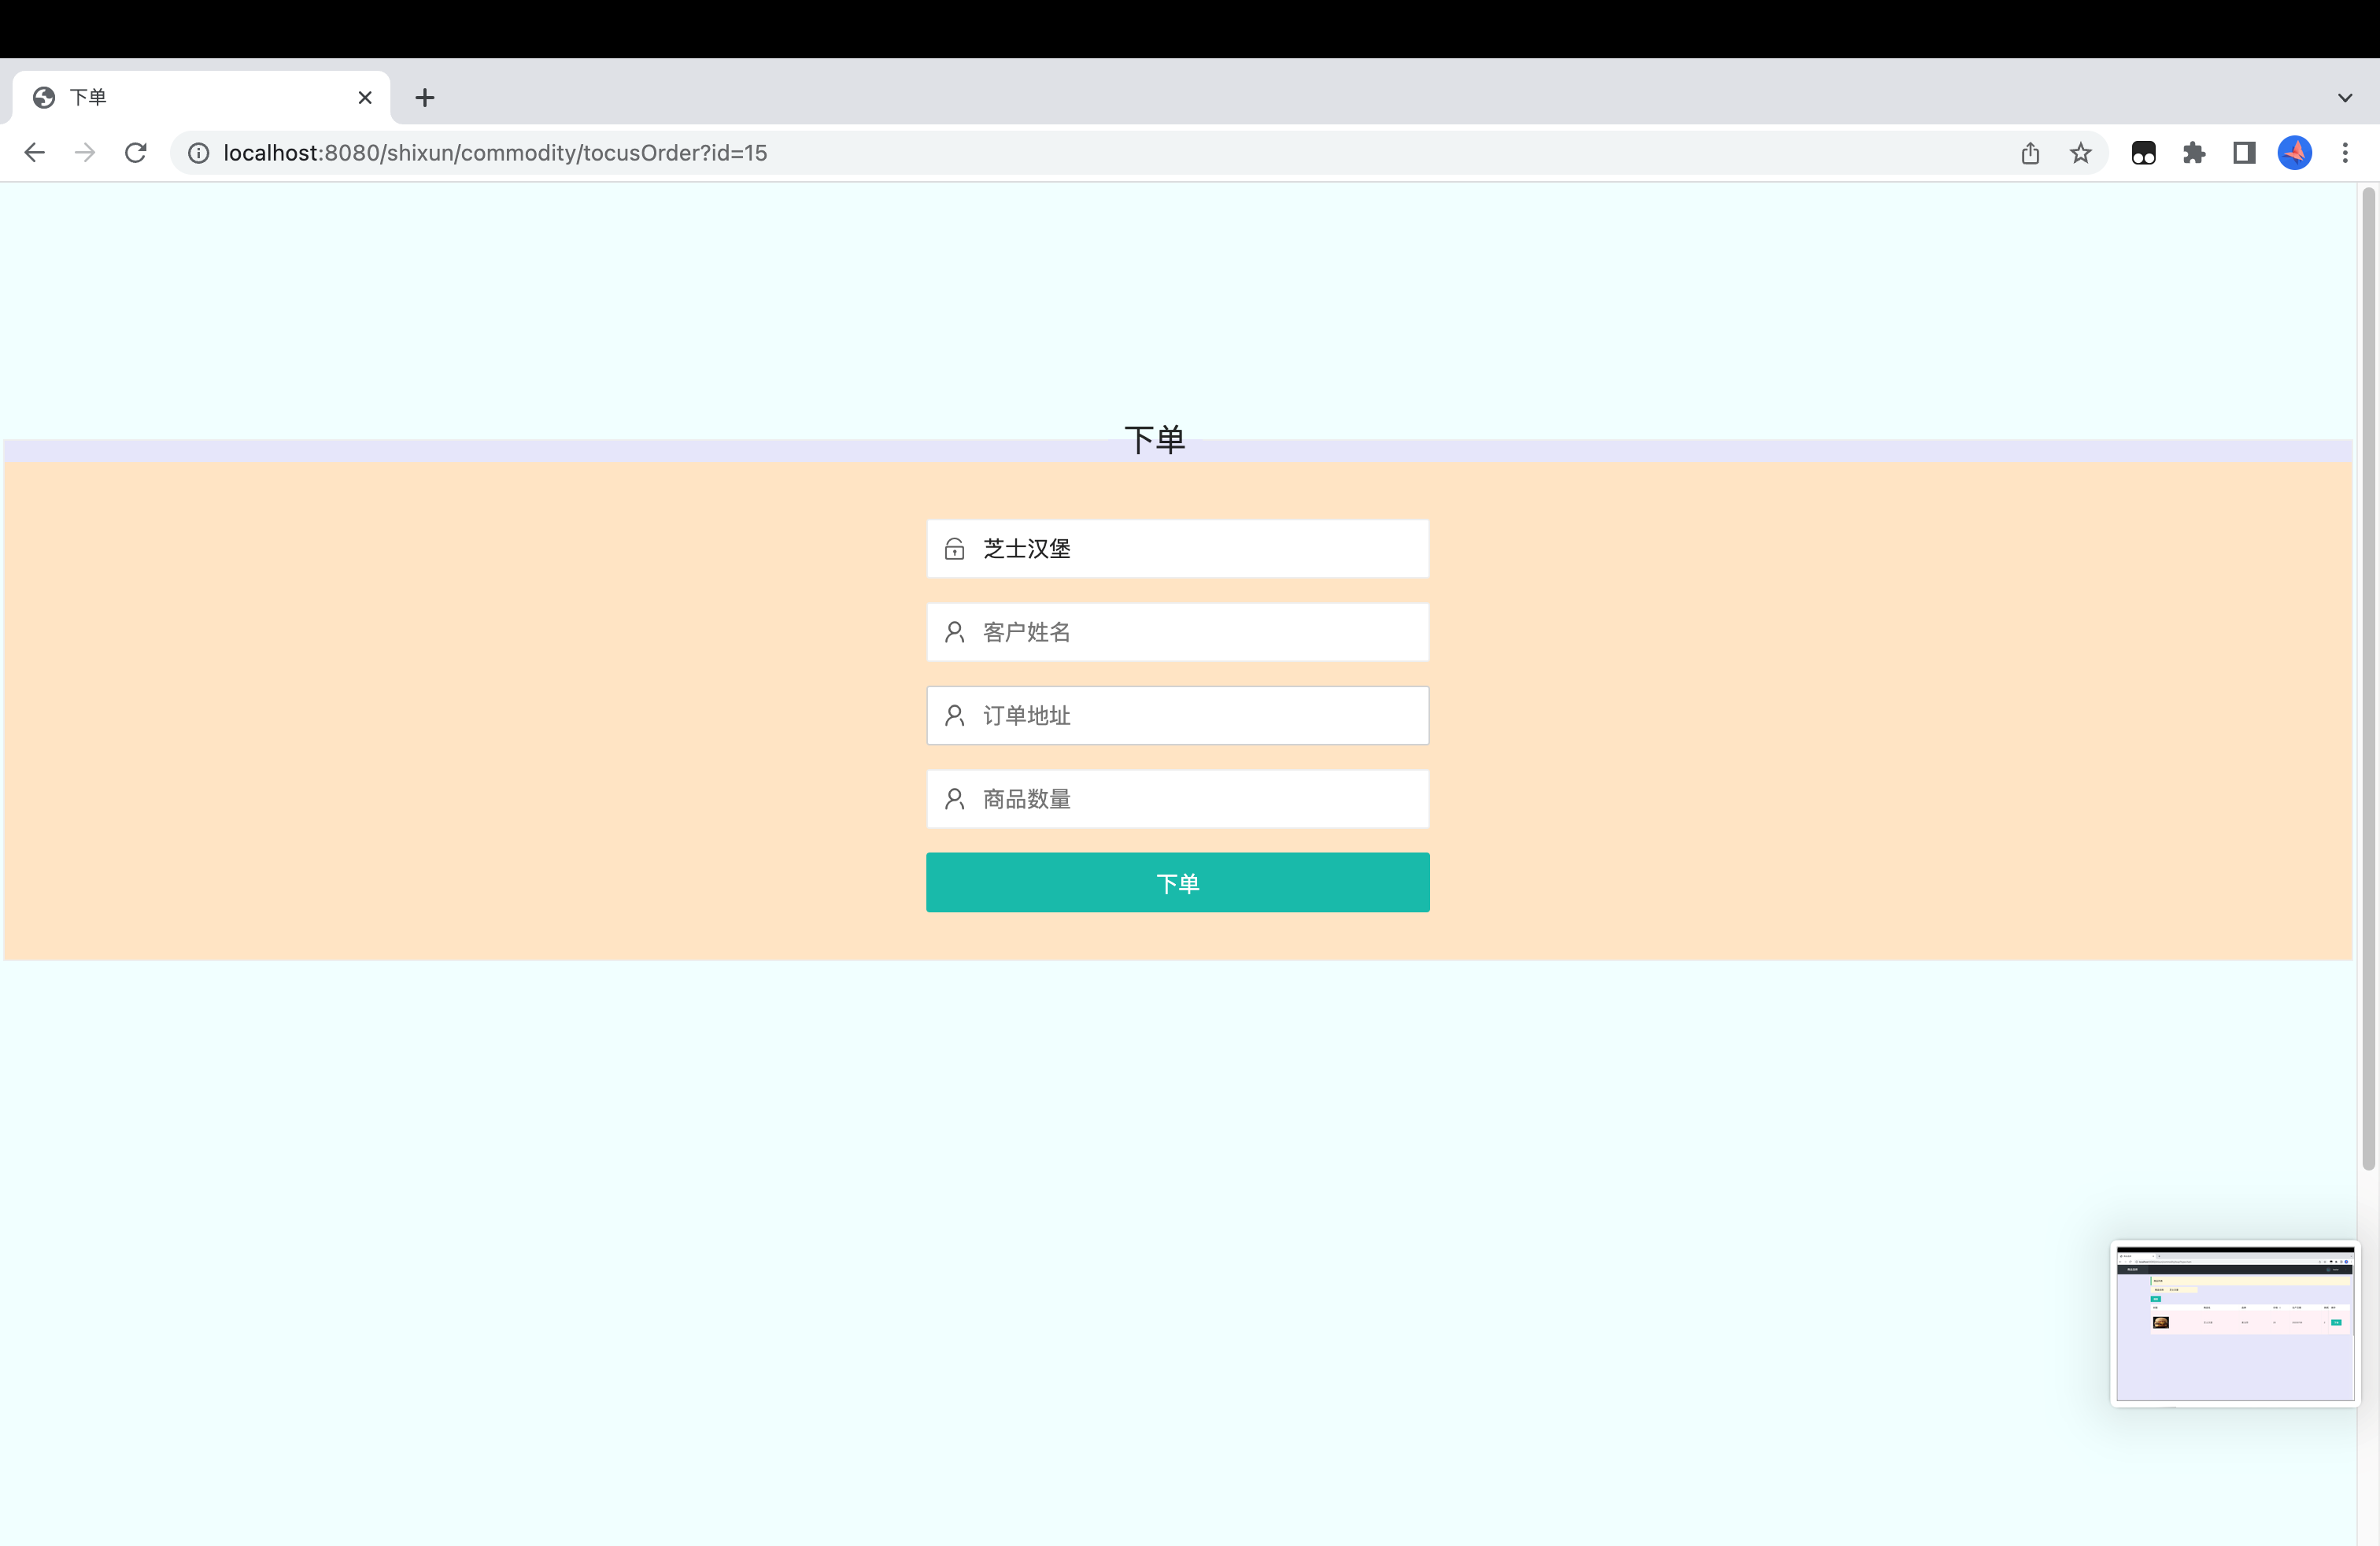 下单
localhost:8080/shixun/commodity/tocusOrder?id=15
下单
芝士汉堡
客户姓名
订单地址
商品数量
下单